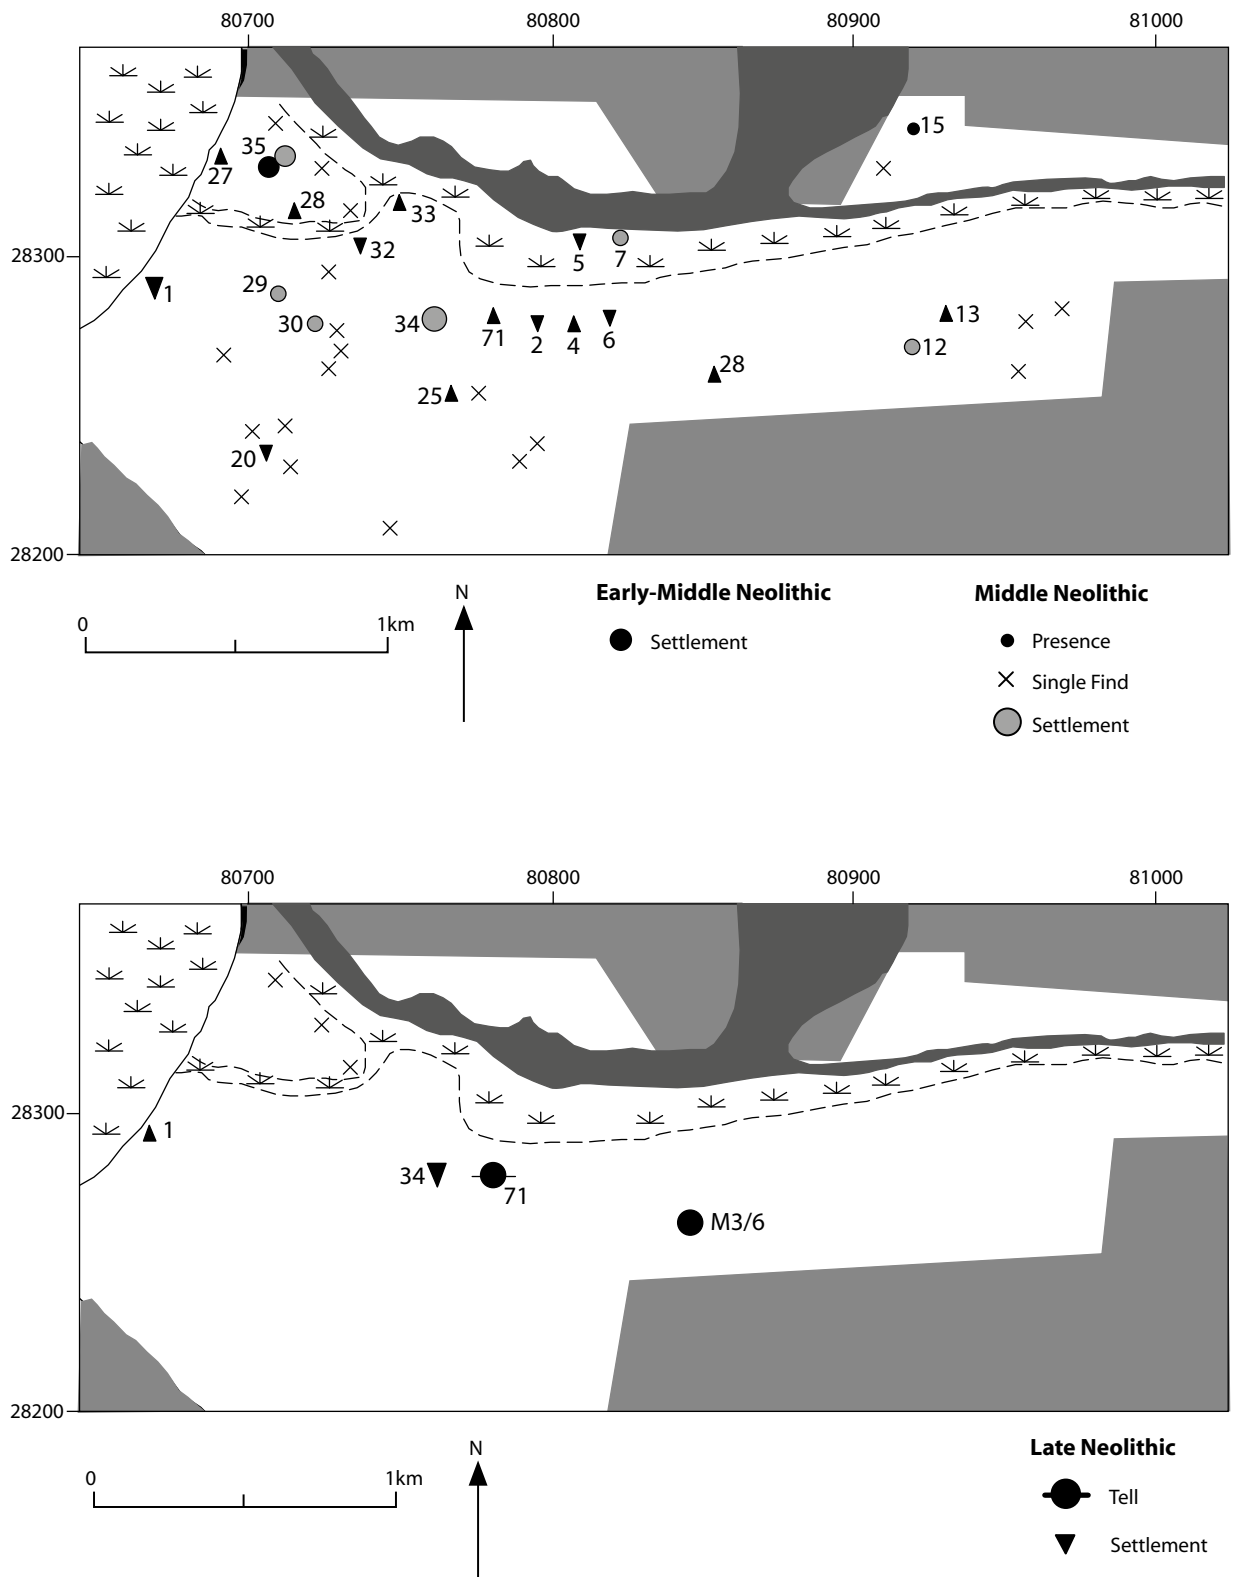 80700 80800 80900 81000
15
35
27
28
33
32
5 7
28300
1
29
30
34
71 2 4 6
13
12
28
25
20
28200
0 1km
N
Early-Middle Neolithic
Settlement
Middle Neolithic
Presence
Single Find
Settlement
80700 80800 80900 81000
28300
1
34
71
M3/6
28200
0 1km
N
Late Neolithic
Tell
Settlement